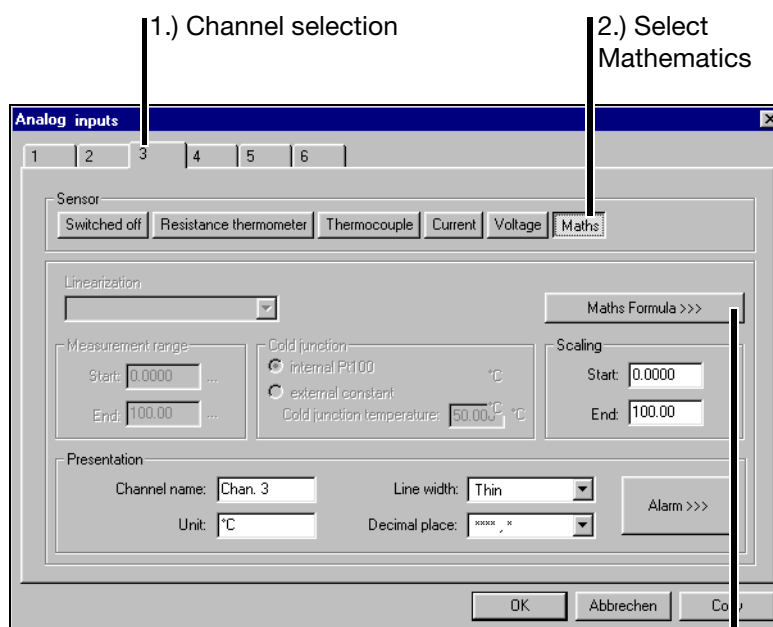 1.) Channel selection
2.) Select
Mathematics
Analog inputs
1 2 3 4 5 6
Sensor
Switched off Resistance thermometer Thermocouple Current Voltage Maths
Linearization
Maths Formula >>>
Measurement range
Start: 0.0000 ...
End: 100.00 ...
Cold junction
internal Pt100 °C
external constant °C
Cold junction temperature: 50.000 °C
Scaling
Start: 0.0000
End: 100.00
Presentation
Channel name: Chan. 3
Line width: Thin
Alarm >>>
Unit: °C
Decimal place: **** , *
OK Abbrechen